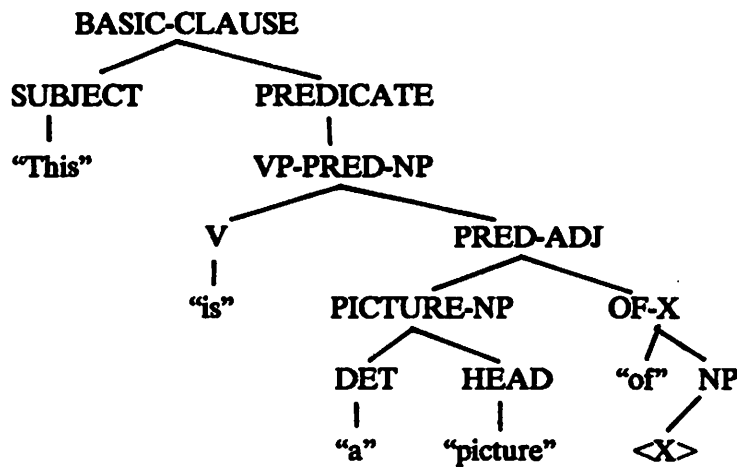 BASIC-CLAUSE
SUBJECT PREDICATE
“This” VP-PRED-NP
V PRED-ADJ
“is” PICTURE-NP OF-X
DET HEAD “of” NP
“a” “picture” <X>